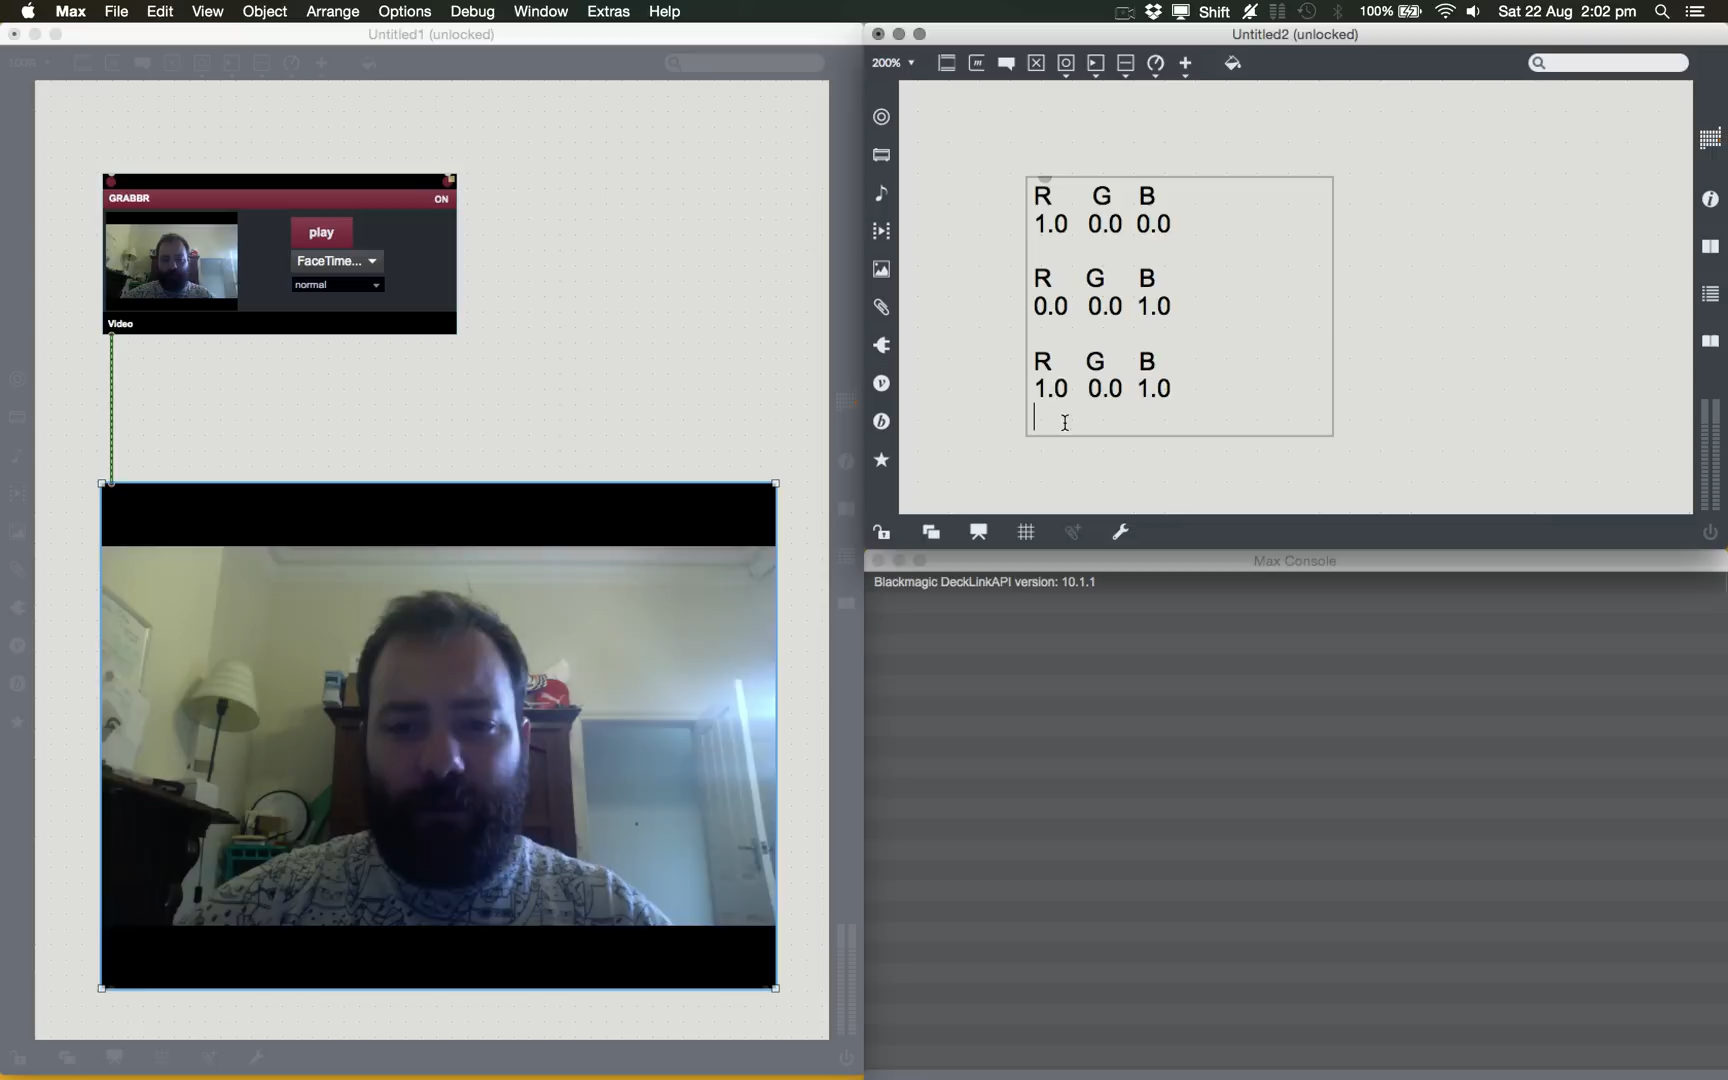 Max File Edit View Object Arrange Options Debug Window Extras Help
Shift 100% Sat 22 Aug 2:02 pm
Untitled1 (unlocked)
100%
GRABBR ON
play
FaceTime...
normal
Video
Untitled2 (unlocked)
200%
R G B
1.0 0.0 0.0
R G B
0.0 0.0 1.0
R G B
1.0 0.0 1.0
Max Console
Blackmagic DeckLinkAPI version: 10.1.1